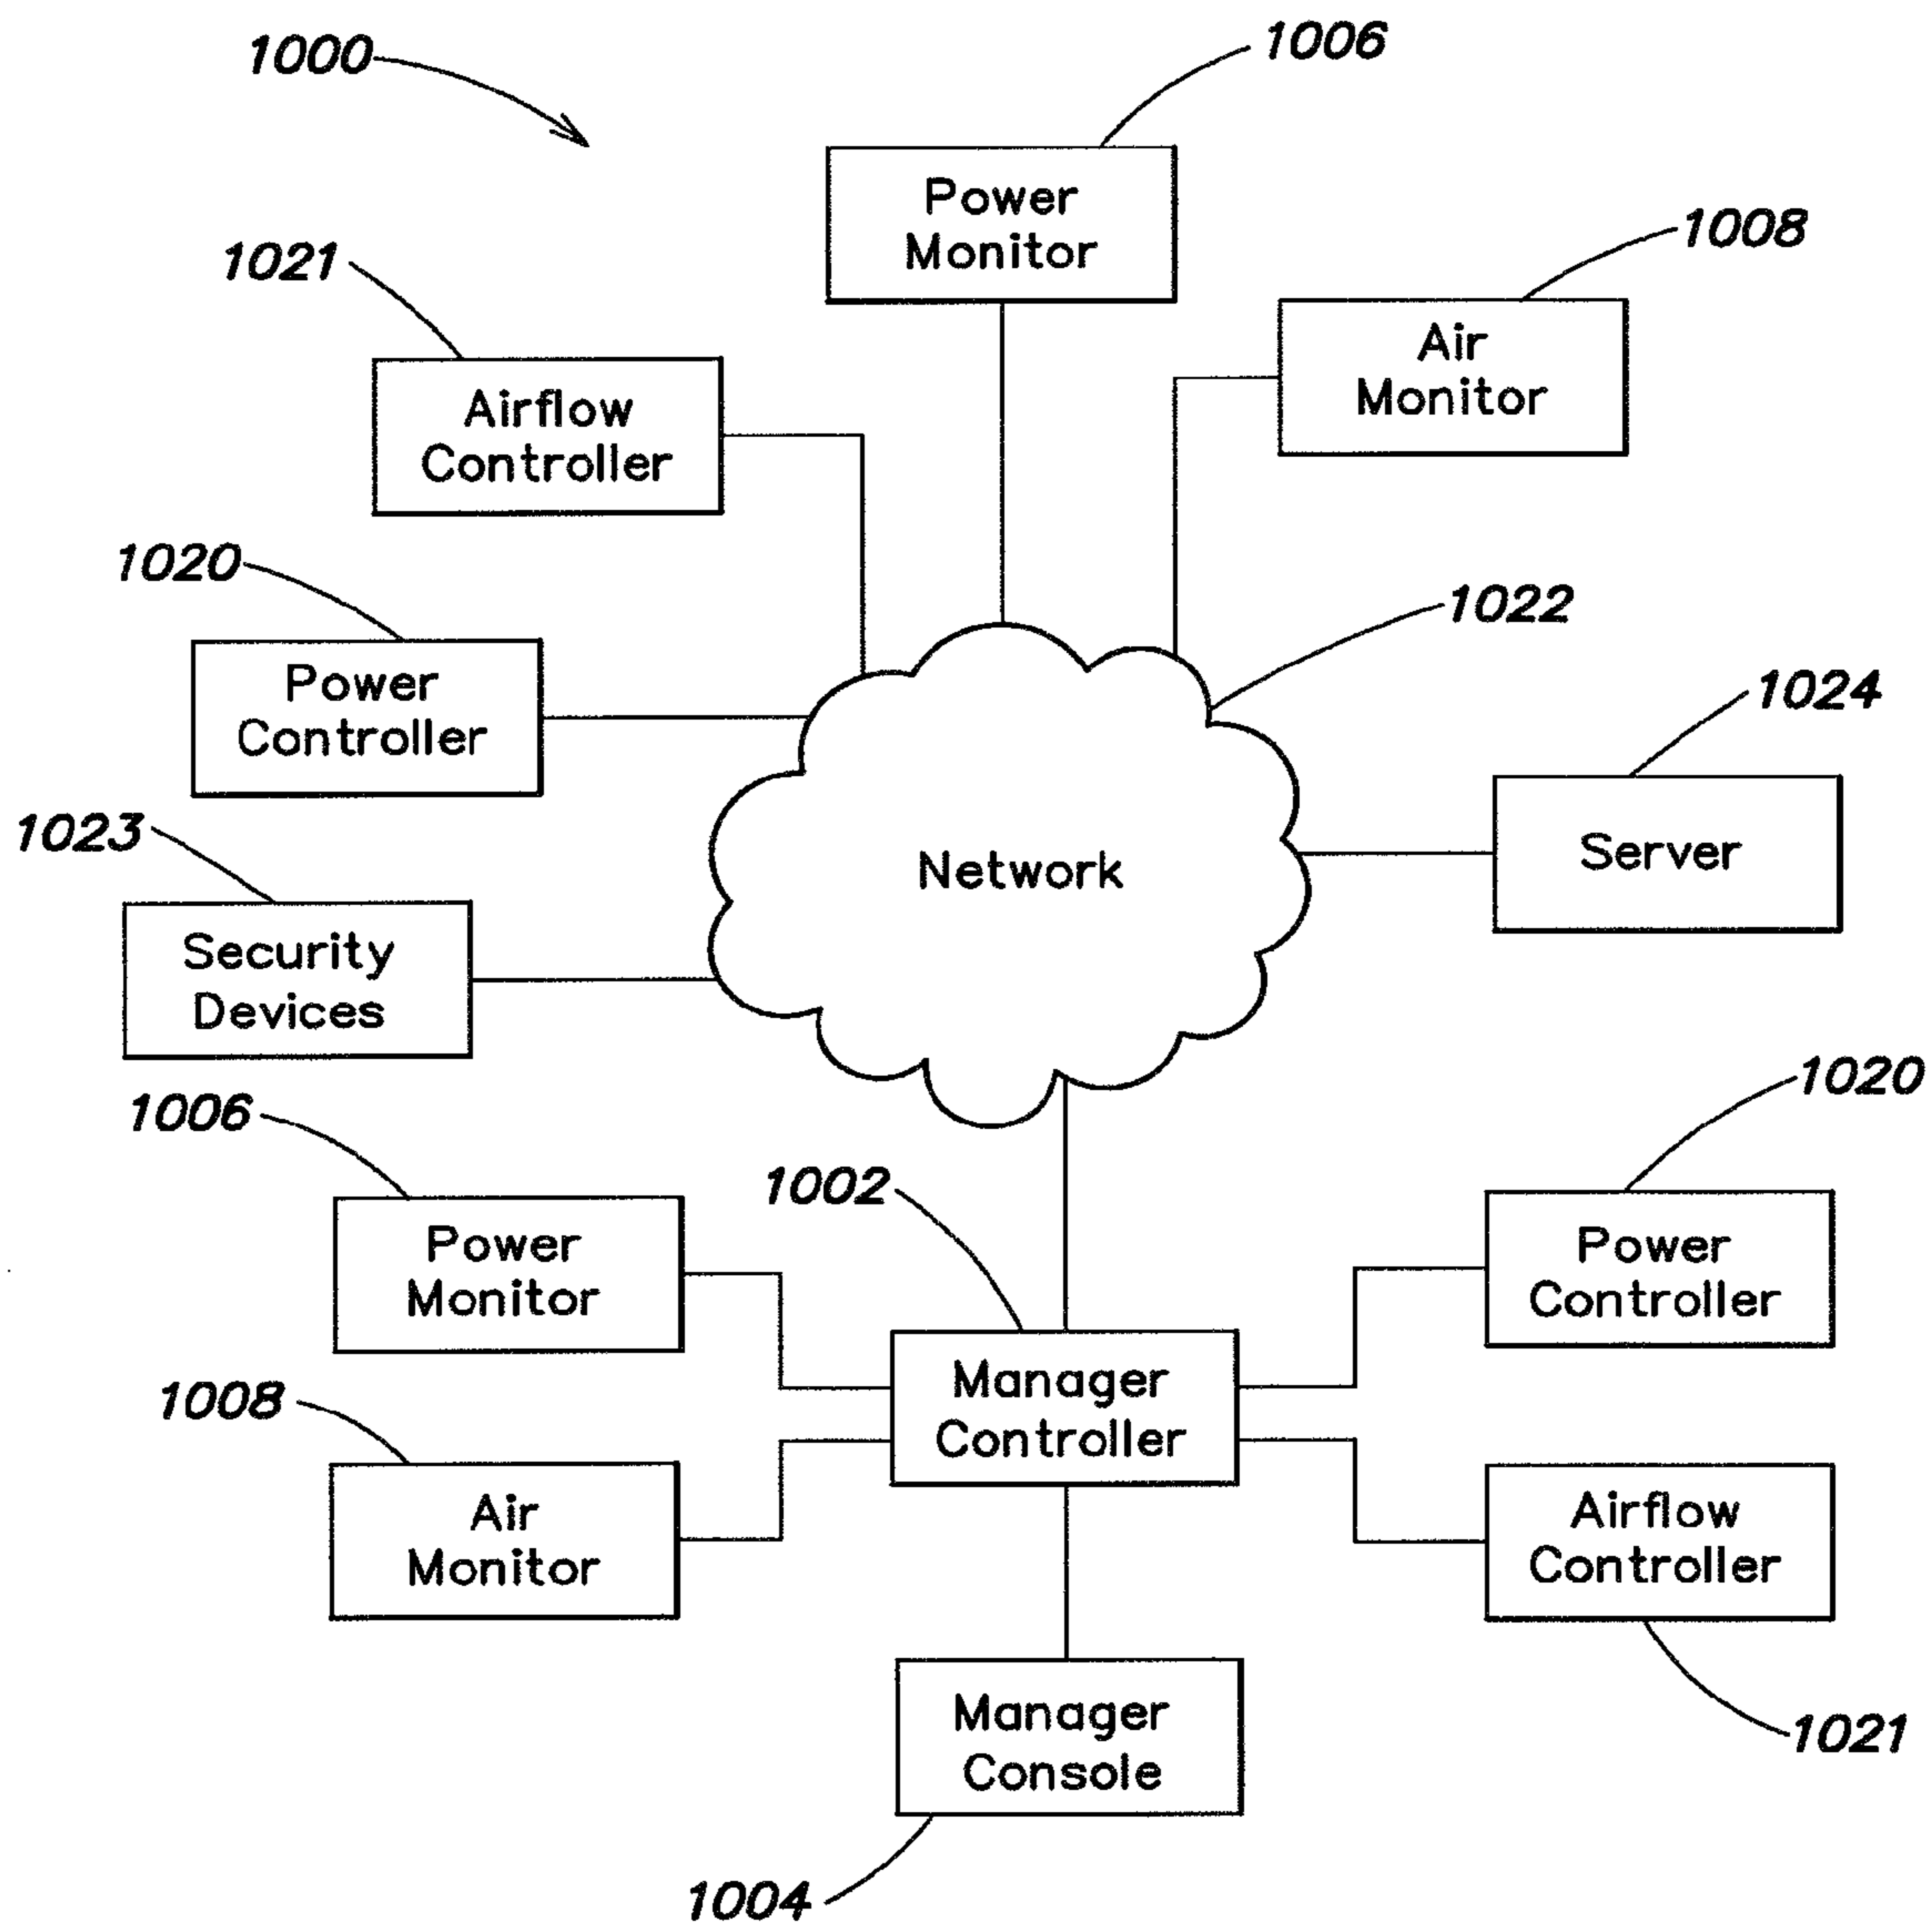 1000
1006
Power
Monitor
1008
Air
Monitor
1021
Airflow
Controller
1020
Power
Controller
1022
1024
Server
1023
Security
Devices
Network
1006
Power
Monitor
1002
Manager
Controller
1020
Power
Controller
1008
Air
Monitor
Airflow
Controller
1021
Manager
Console
1004